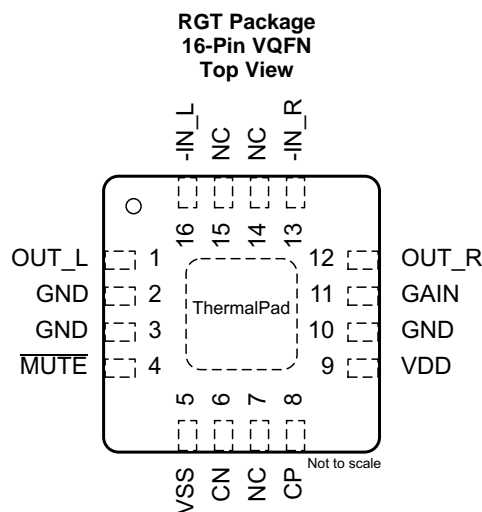 RGT Package
16-Pin VQFN
Top View
-IN_L
NC
NC
-IN_R
16
15
14
13
OUT_L 1
GND 2
GND 3
MUTE 4
ThermalPad
12 OUT_R
11 GAIN
10 GND
9 VDD
5
6
7
8
VSS
CN
NC
CP
Not to scale